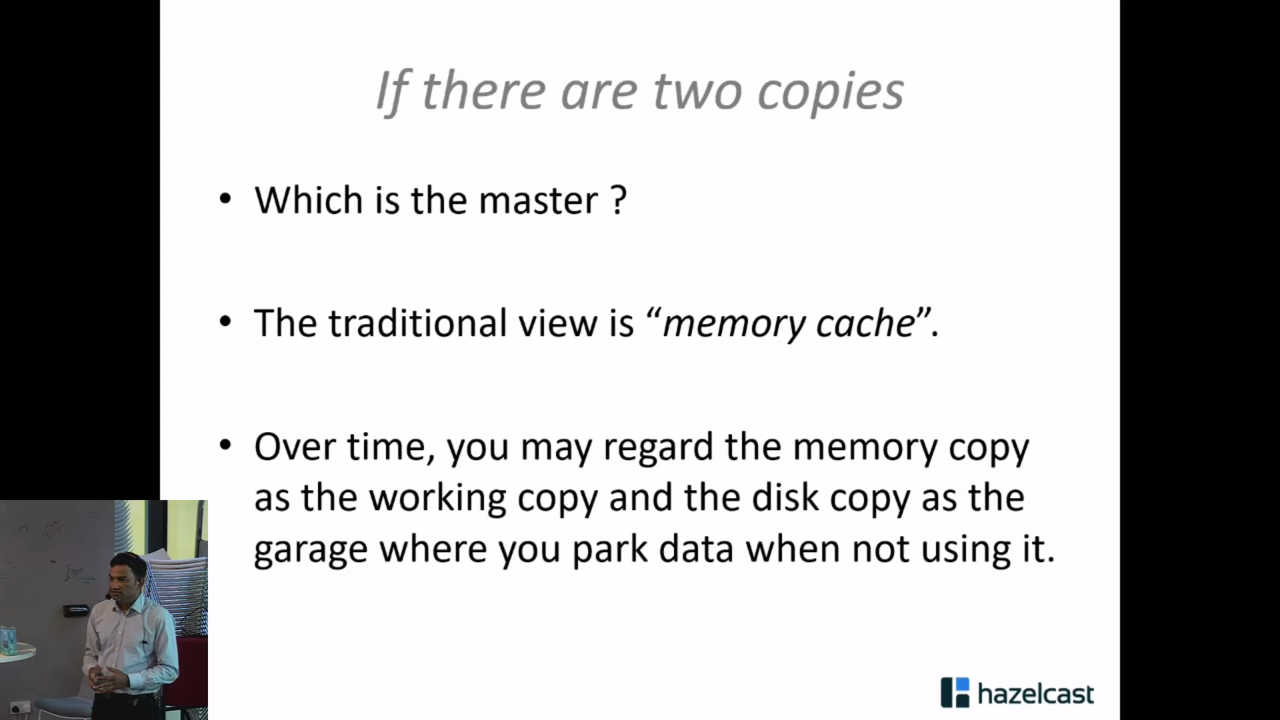 If there are two copies
• Which is the master ?
• The traditional view is “memory cache”.
• Over time, you may regard the memory copy
as the working copy and the disk copy as the
garage where you park data when not using it.
hazelcast